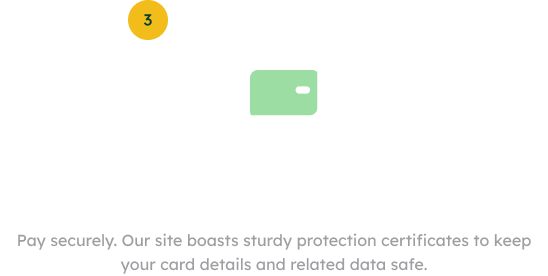 3
Pay securely. Our site boasts sturdy protection certificates to keep
your card details and related data safe.